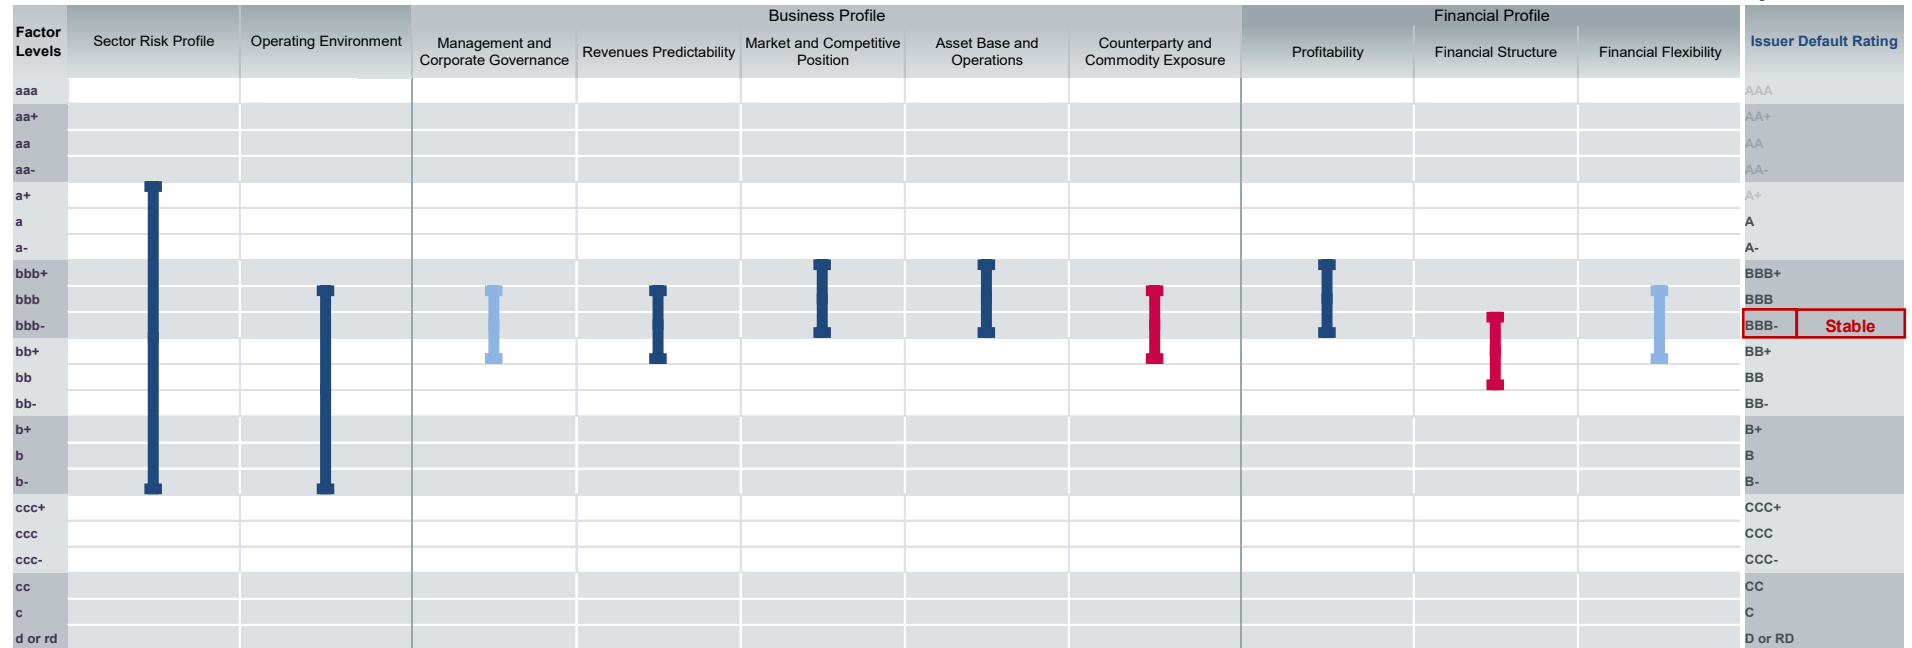 Business Profile
Financial Profile
Factor
Levels
Sector Risk Profile
Operating Environment
Management and
Corporate Governance
Revenues Predictability
Market and Competitive
Position
Asset Base and
Operations
Counterparty and
Commodity Exposure
Profitability
Financial Structure
Financial Flexibility
Issuer Default Rating
aaa AAA
aa+ AA+
aa AA
aa- AA-
a+ A+
a A
a- A-
bbb+ BBB+
bbb BBB
bbb- BBB- Stable
bb+ BB+
bb BB
bb- BB-
b+ B+
b B
b- B-
ccc+ CCC+
ccc CCC
ccc- CCC-
cc CC
c C
d or rd D or RD